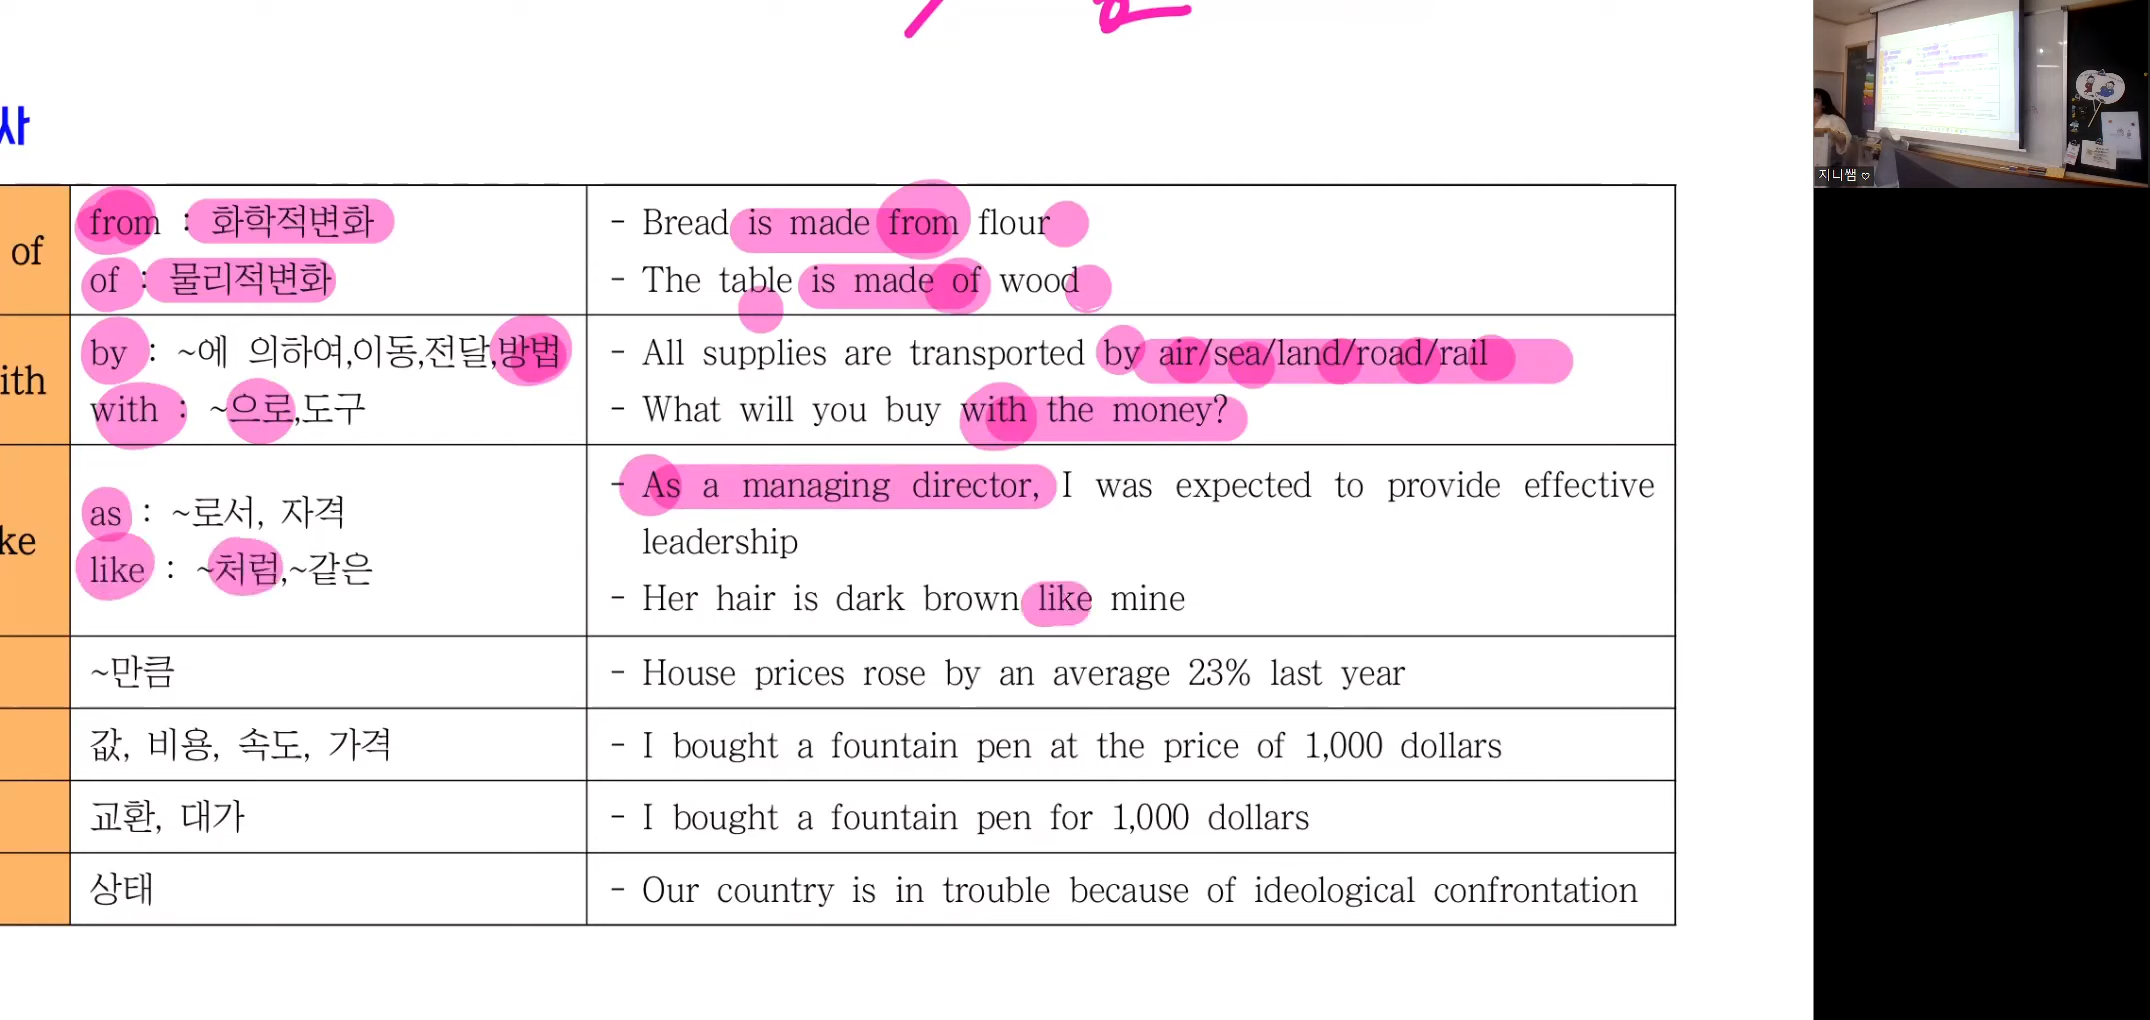 사
of
from : 화학적변화
of : 물리적변화
- Bread is made from flour
- The table is made of wood
ith
by : ~에 의하여,이동,전달,방법
with : ~으로,도구
- All supplies are transported by air/sea/land/road/rail
- What will you buy with the money?
ke
as : ~로서, 자격
like : ~처럼,~같은
- As a managing director, I was expected to provide effective
leadership
- Her hair is dark brown like mine
~만큼
- House prices rose by an average 23% last year
값, 비용, 속도, 가격
- I bought a fountain pen at the price of 1,000 dollars
교환, 대가
- I bought a fountain pen for 1,000 dollars
상태
- Our country is in trouble because of ideological confrontation
지니쌤 ♡